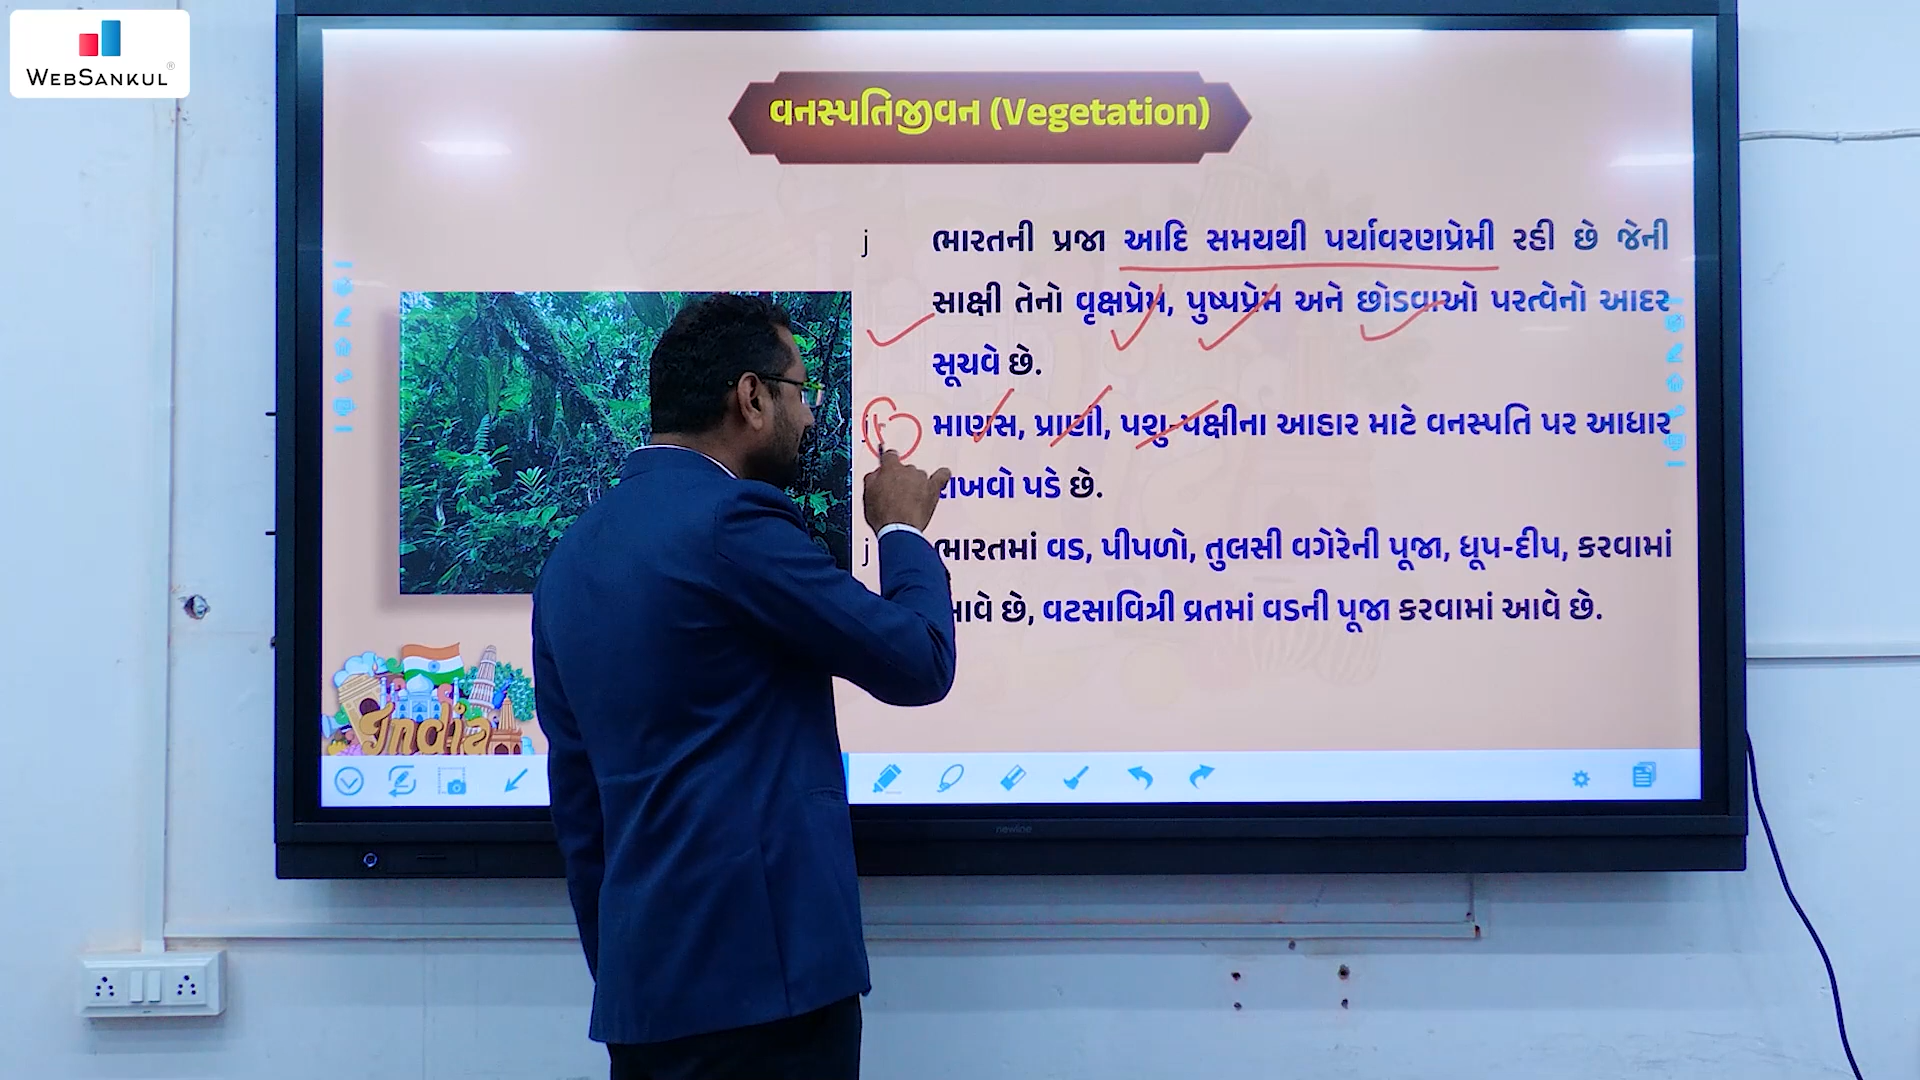 WEBSANKUL®
વનસ્પતિજીવન (Vegetation)
j ભારતની પ્રજા આદિ સમયથી પર્યાવરણપ્રેમી રહી છે જેની
સાક્ષી તેનો વૃક્ષપ્રેમ, પુષ્પપ્રેમ અને છોડવાઓ પરત્વેનો આદર
સૂચવે છે.
j માણસ, પ્રાણી, પશુ-પક્ષીના આહાર માટે વનસ્પતિ પર આધાર
પડે છે.
j ભારતમાં વડ, પીપળો, તુલસી વગેરેની પૂજા, ધૂપ-દીપ, કરવામાં
છે, વટસાવિત્રી વ્રતમાં વડની પૂજા કરવામાં આવે છે.
India
newline